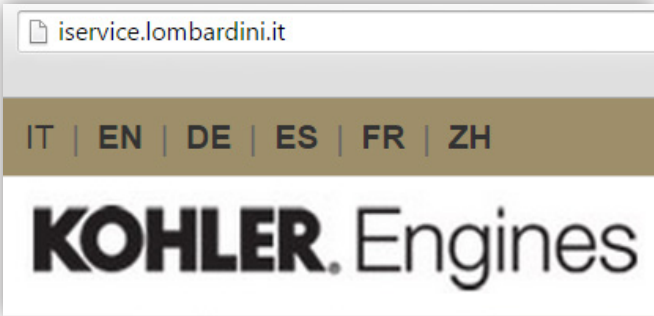 iservice.lombardini.it
IT | EN | DE | ES | FR | ZH
KOHLER. Engines